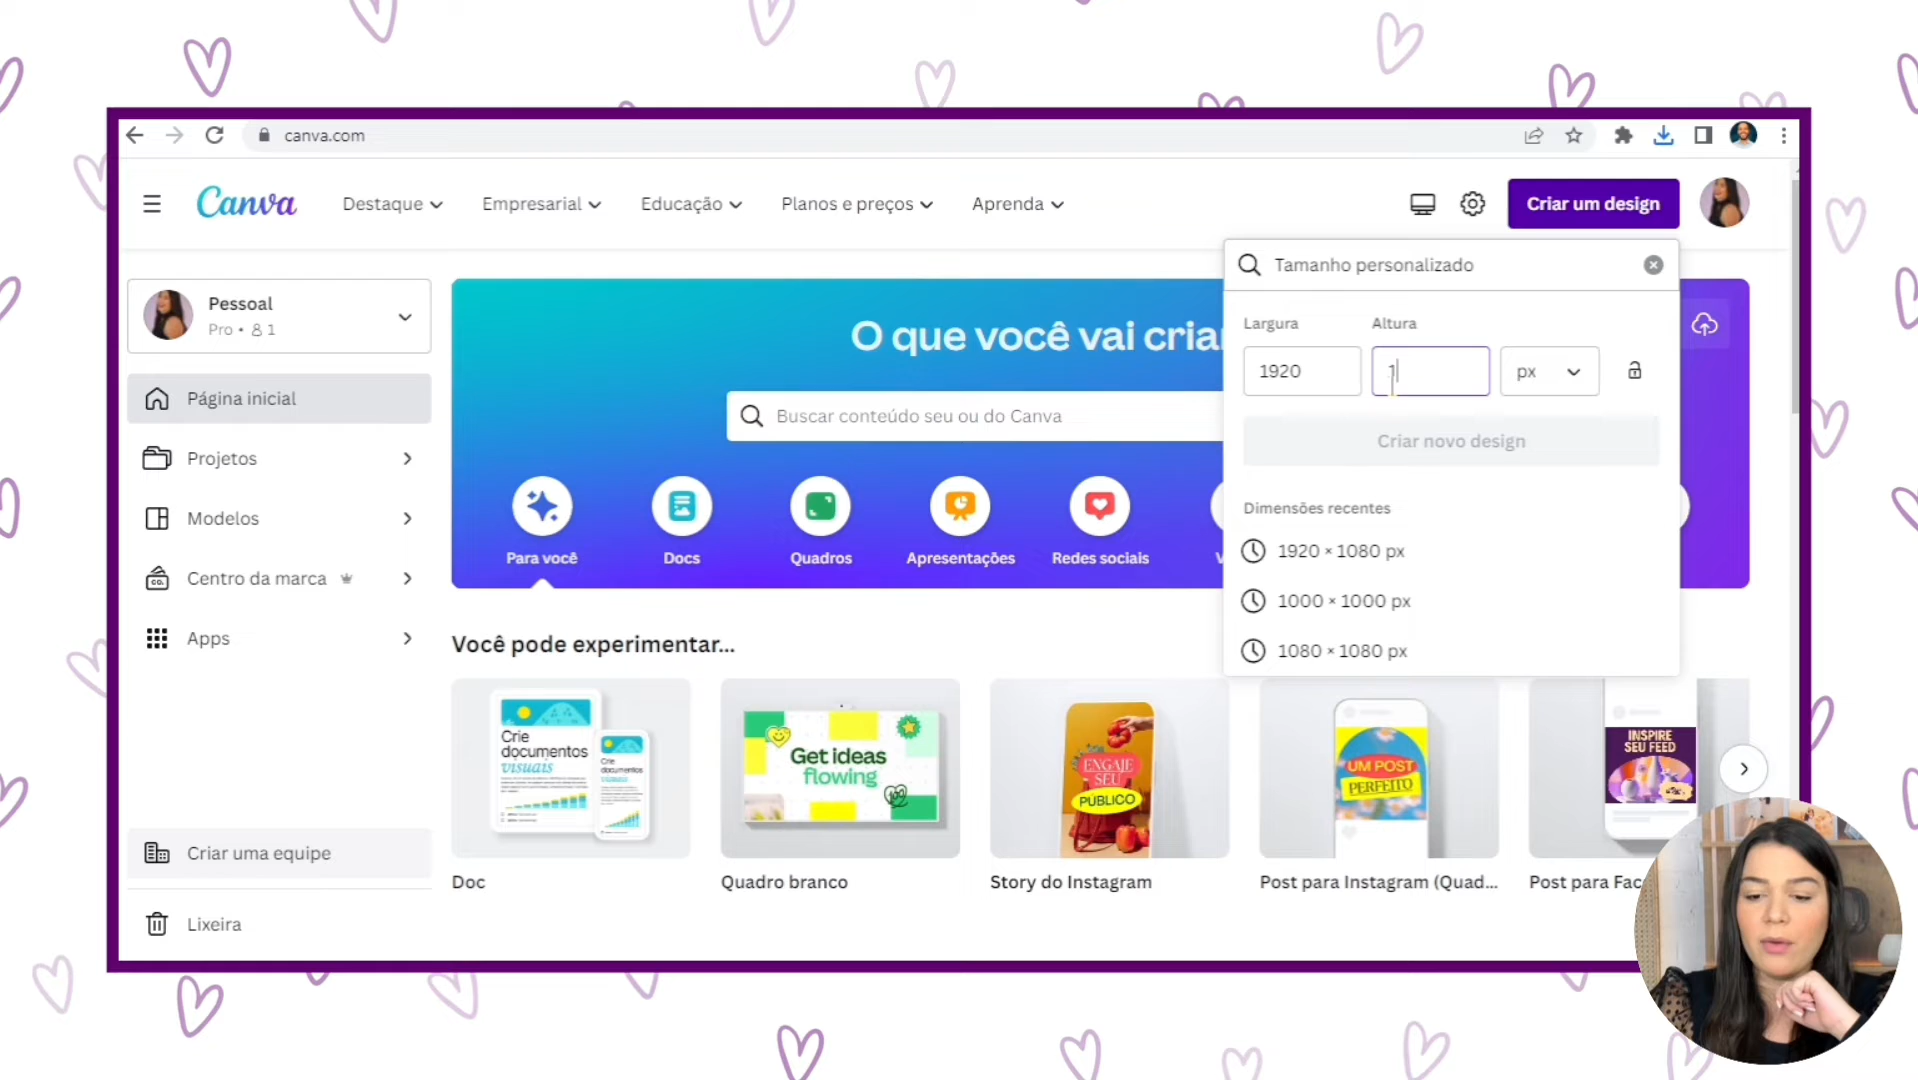 canva.com
Canva
Destaque
Empresarial
Educação
Planos e preços
Aprenda
Criar um design
Pessoal
Pro • 1
Página inicial
Projetos
Modelos
Centro da marca
Apps
Criar uma equipe
Lixeira
O que você vai criar
Buscar conteúdo seu ou do Canva
Para você
Docs
Quadros
Apresentações
Redes sociais
Tamanho personalizado
Largura
Altura
1920
1
px
Criar novo design
Dimensões recentes
1920 × 1080 px
1000 × 1000 px
1080 × 1080 px
Você pode experimentar...
Crie
documentos
visuais
Crie
documentos
visuais
Get ideas
flowing
100
ENGAJE
SEU
PÚBLICO
UM POST
PERFEITO
INSPIRE
SEU FEED
Doc
Quadro branco
Story do Instagram
Post para Instagram (Quad...
Post para Fac